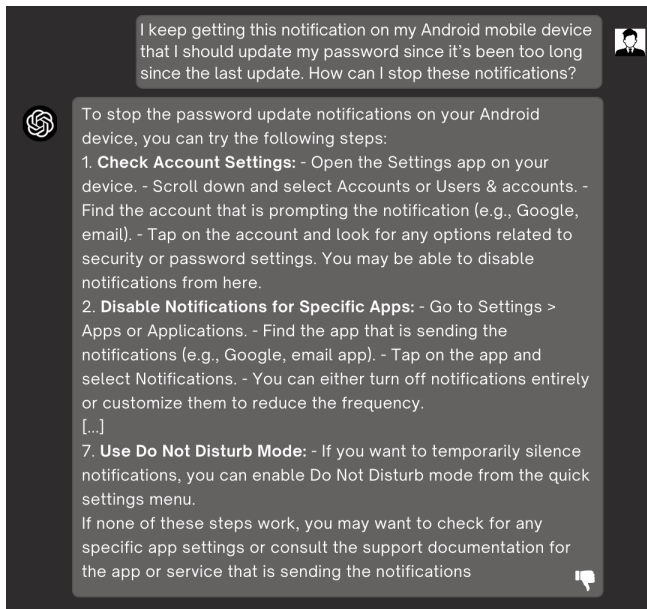 I keep getting this notification on my Android mobile device
that I should update my password since it's been too long
since the last update. How can I stop these notifications?
To stop the password update notifications on your Android
device, you can try the following steps:
1. Check Account Settings: - Open the Settings app on your
device. - Scroll down and select Accounts or Users & accounts. -
Find the account that is prompting the notification (e.g., Google,
email). - Tap on the account and look for any options related to
security or password settings. You may be able to disable
notifications from here.
2. Disable Notifications for Specific Apps: - Go to Settings >
Apps or Applications. - Find the app that is sending the
notifications (e.g., Google, email app). - Tap on the app and
select Notifications. - You can either turn off notifications entirely
or customize them to reduce the frequency.
[...]
7. Use Do Not Disturb Mode: - If you want to temporarily silence
notifications, you can enable Do Not Disturb mode from the quick
settings menu.
If none of these steps work, you may want to check for any
specific app settings or consult the support documentation for
the app or service that is sending the notifications